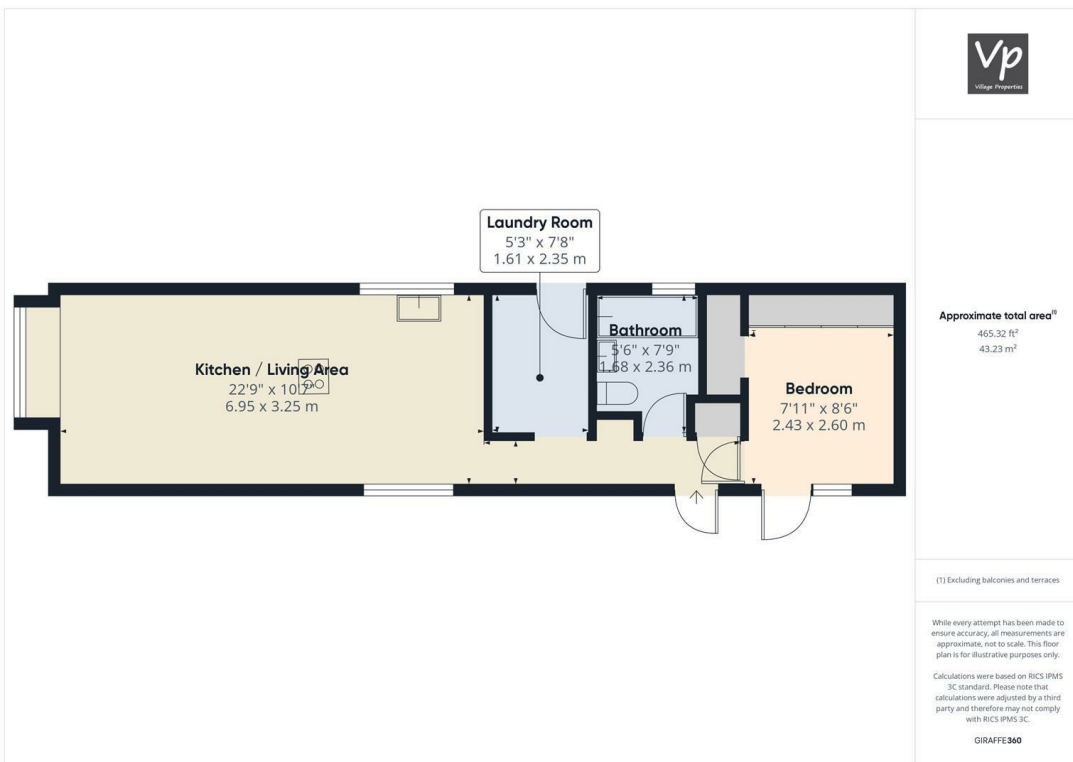 Vp
Village Properties
Laundry Room
5'3" x 7'8"
1.61 x 2.35 m
Kitchen / Living Area
22'9" x 10'7"
6.95 x 3.25 m
Bathroom
5'6" x 7'9"
1.68 x 2.36 m
Bedroom
7'11" x 8'6"
2.43 x 2.60 m
Approximate total area⁽¹⁾
465.32 ft²
43.23 m²
(1) Excluding balconies and terraces
While every attempt has been made to
ensure accuracy, all measurements are
approximate, not to scale. This floor
plan is for illustrative purposes only.
Calculations were based on RICS IPMS
3C standard. Please note that
calculations were adjusted by a third
party and therefore may not comply
with RICS IPMS 3C.
GIRAFFE360